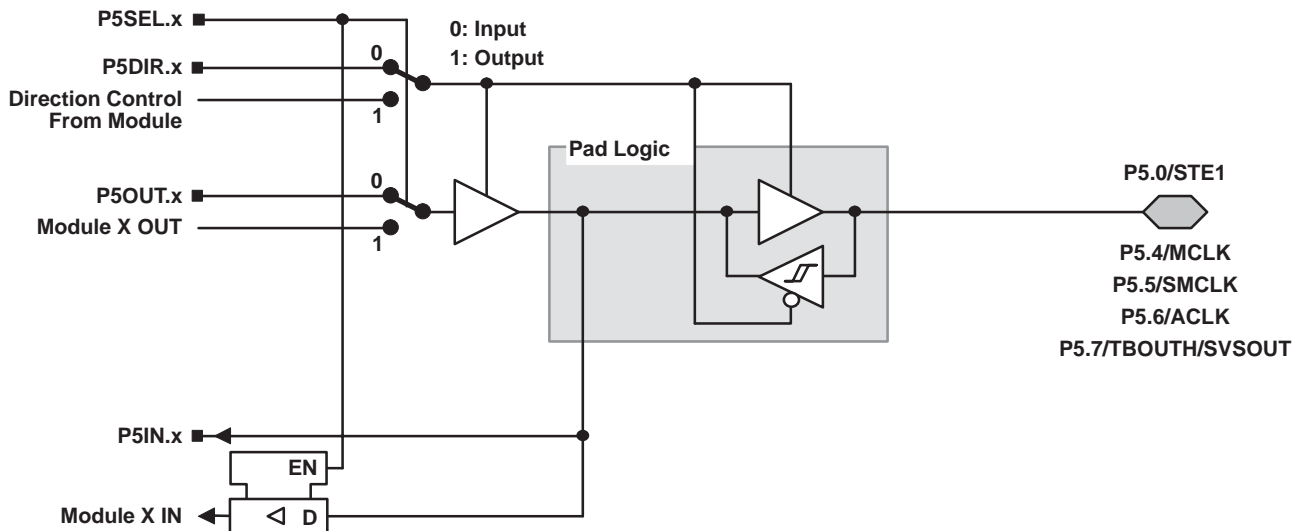 P5SEL.x
0: Input
1: Output
0
P5DIR.x
Direction Control
From Module
1
Pad Logic
P5.0/STE1
0
P5OUT.x
Module X OUT
1
P5.4/MCLK
P5.5/SMCLK
P5.6/ACLK
P5.7/TBOUTH/SVSOUT
P5IN.x
EN
Module X IN
D